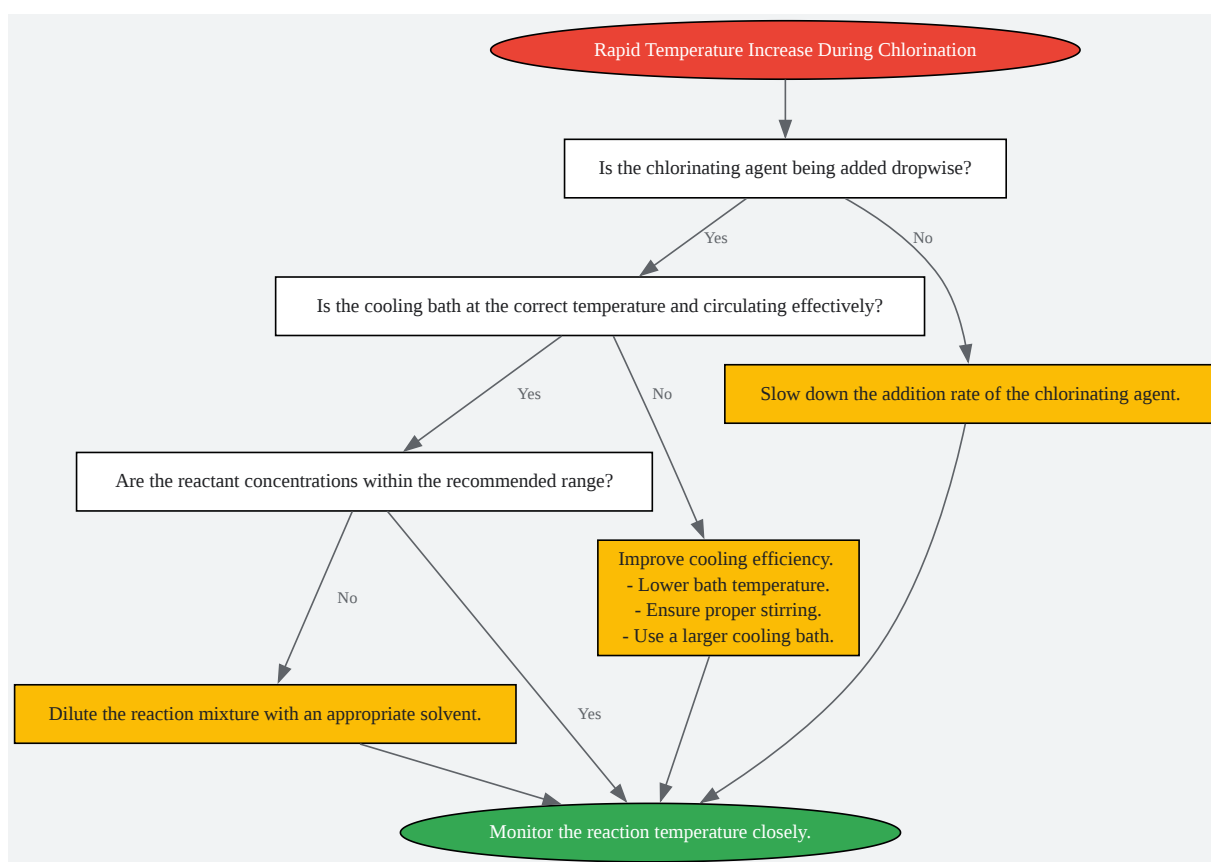 Rapid Temperature Increase During Chlorination
Is the chlorinating agent being added dropwise?
Yes
No
Is the cooling bath at the correct temperature and circulating effectively?
Yes
No
Slow down the addition rate of the chlorinating agent.
Are the reactant concentrations within the recommended range?
Improve cooling efficiency.
- Lower bath temperature.
- Ensure proper stirring.
- Use a larger cooling bath.
No
Yes
Dilute the reaction mixture with an appropriate solvent.
Monitor the reaction temperature closely.